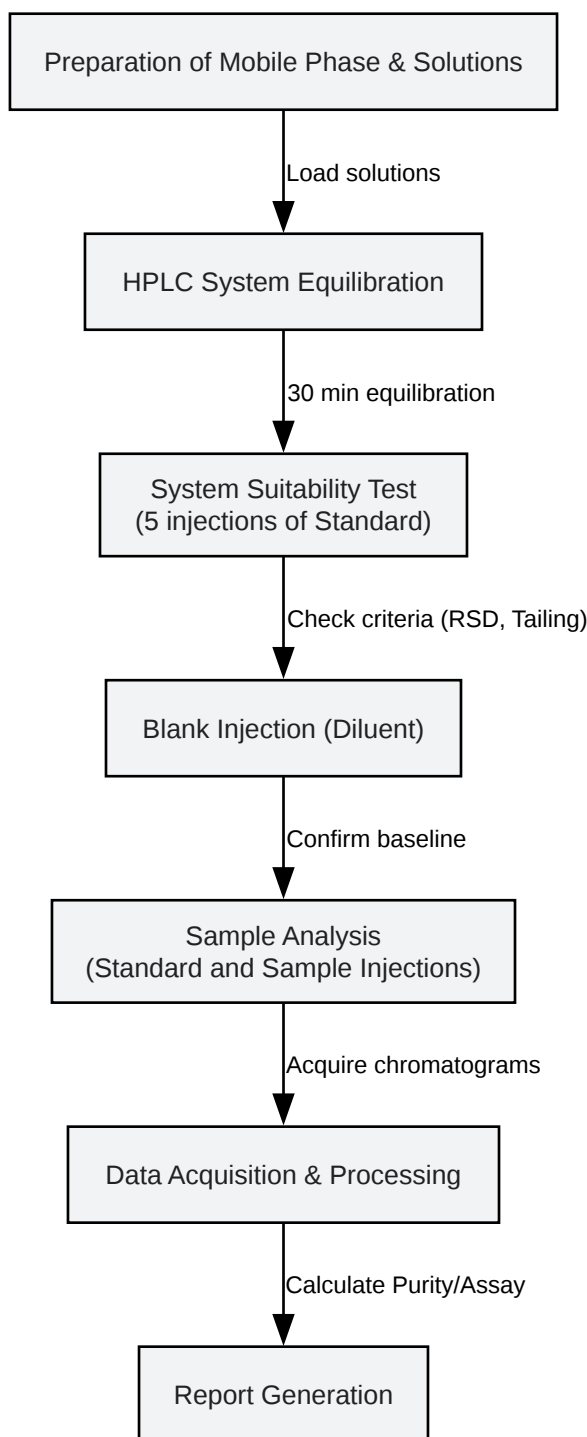 Preparation of Mobile Phase & Solutions
Load solutions
HPLC System Equilibration
30 min equilibration
System Suitability Test
(5 injections of Standard)
Check criteria (RSD, Tailing)
Blank Injection (Diluent)
Confirm baseline
Sample Analysis
(Standard and Sample Injections)
Acquire chromatograms
Data Acquisition & Processing
Calculate Purity/Assay
Report Generation